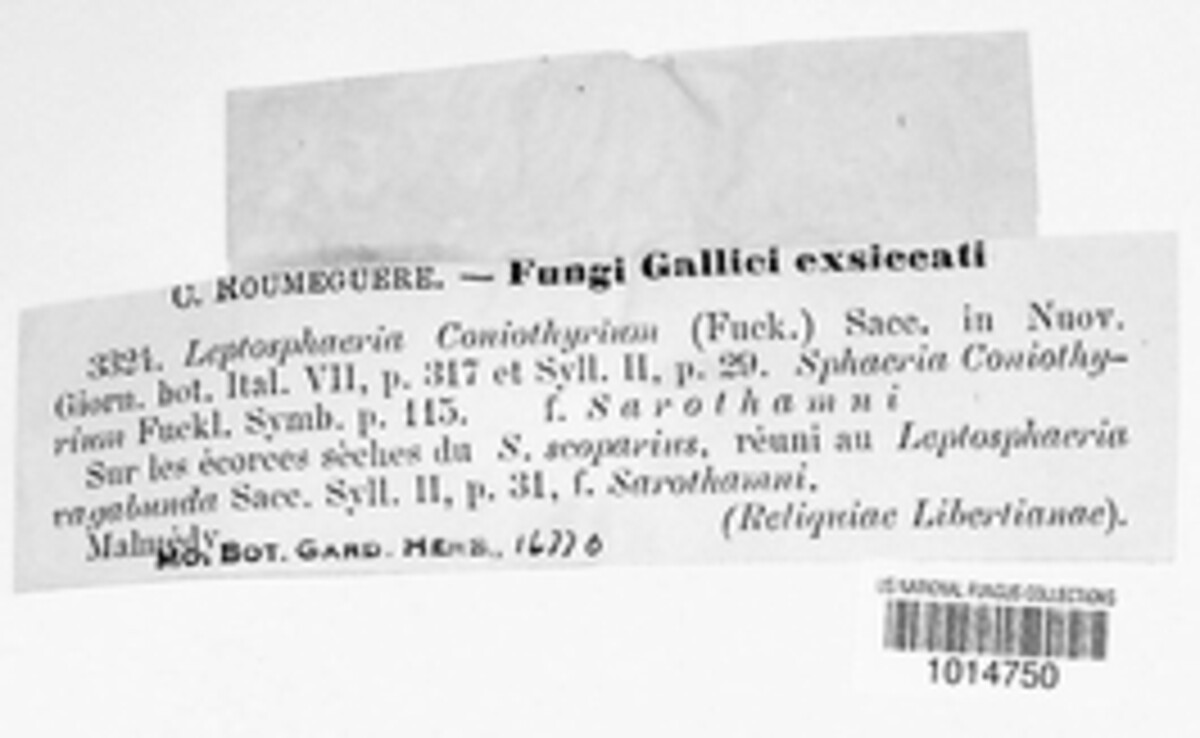 C. ROUMEGUERE. — Fungi Gallici exsiccati
3324. Leptosphaeria Coniothyrium (Fuck.) Sacc. in Nuov.
Giorn. bot. Ital. VII, p. 317 et Syll. II, p. 29. Sphaeria Coniothy-
rium Fuckl. Symb. p. 115. f. Sarothamni
Sur les écorces sèches du S. scoparius, réuni au Leptosphaeria
vagabunda Sacc. Syll. II, p. 31, f. Sarothamni.
(Reliquiae Libertianae).
Malmédy
MO. BOT. GARD. HERB., 16770
US NATIONAL FUNGUS COLLECTIONS
1014750